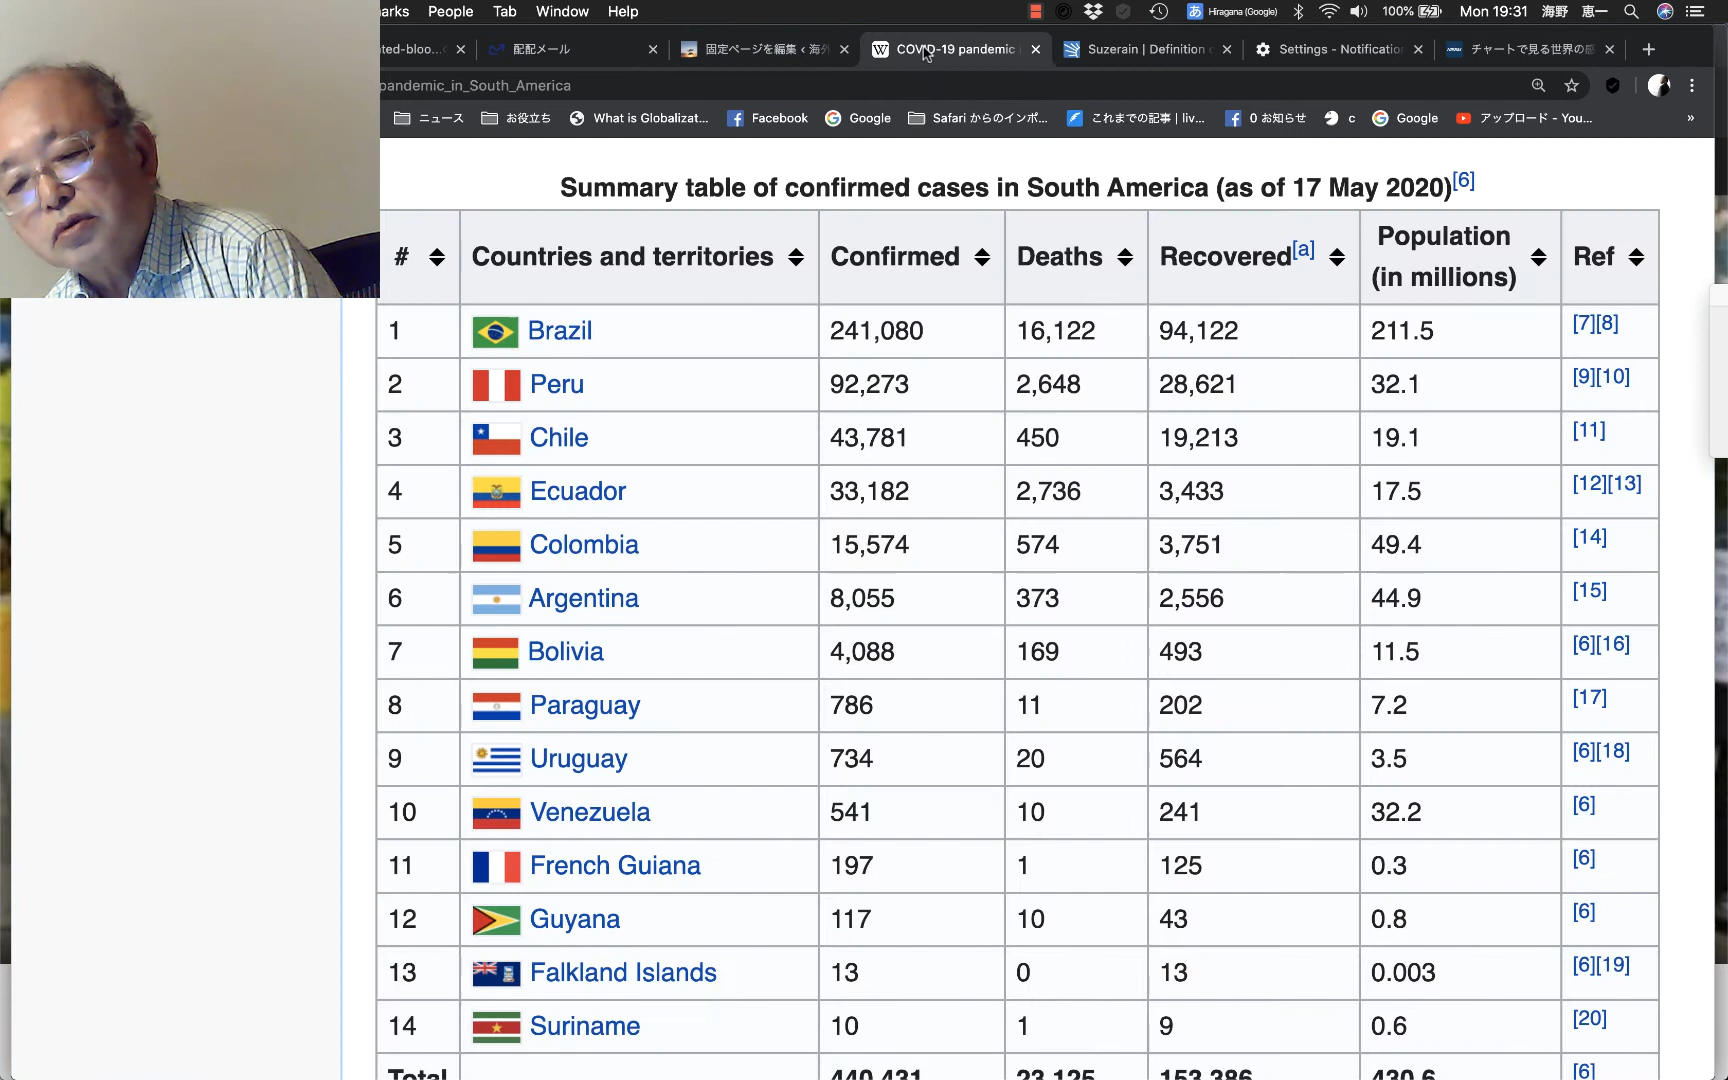 arks People Tab Window Help あ Hiragana (Google) 100% Mon 19:31 海野 恵一
ted-bloo... 配配メール 固定ページを編集 ‹ 海外 W COVID-19 pandemic Suzerain | Definition Settings - Notification チャートで見る世界の感
pandemic_in_South_America
ニュース お役立ち What is Globalizat... Facebook Google Safari からのインポ... これまでの記事 | liv... 0 お知らせ c Google アップロード - You... »
Summary table of confirmed cases in South America (as of 17 May 2020)[6]
# Countries and territories Confirmed Deaths Recovered[a] Population (in millions) Ref
1 Brazil 241,080 16,122 94,122 211.5 [7][8]
2 Peru 92,273 2,648 28,621 32.1 [9][10]
3 Chile 43,781 450 19,213 19.1 [11]
4 Ecuador 33,182 2,736 3,433 17.5 [12][13]
5 Colombia 15,574 574 3,751 49.4 [14]
6 Argentina 8,055 373 2,556 44.9 [15]
7 Bolivia 4,088 169 493 11.5 [6][16]
8 Paraguay 786 11 202 7.2 [17]
9 Uruguay 734 20 564 3.5 [6][18]
10 Venezuela 541 10 241 32.2 [6]
11 French Guiana 197 1 125 0.3 [6]
12 Guyana 117 10 43 0.8 [6]
13 Falkland Islands 13 0 13 0.003 [6][19]
14 Suriname 10 1 9 0.6 [20]
Total 440,431 23,125 153,386 430.6 [6]